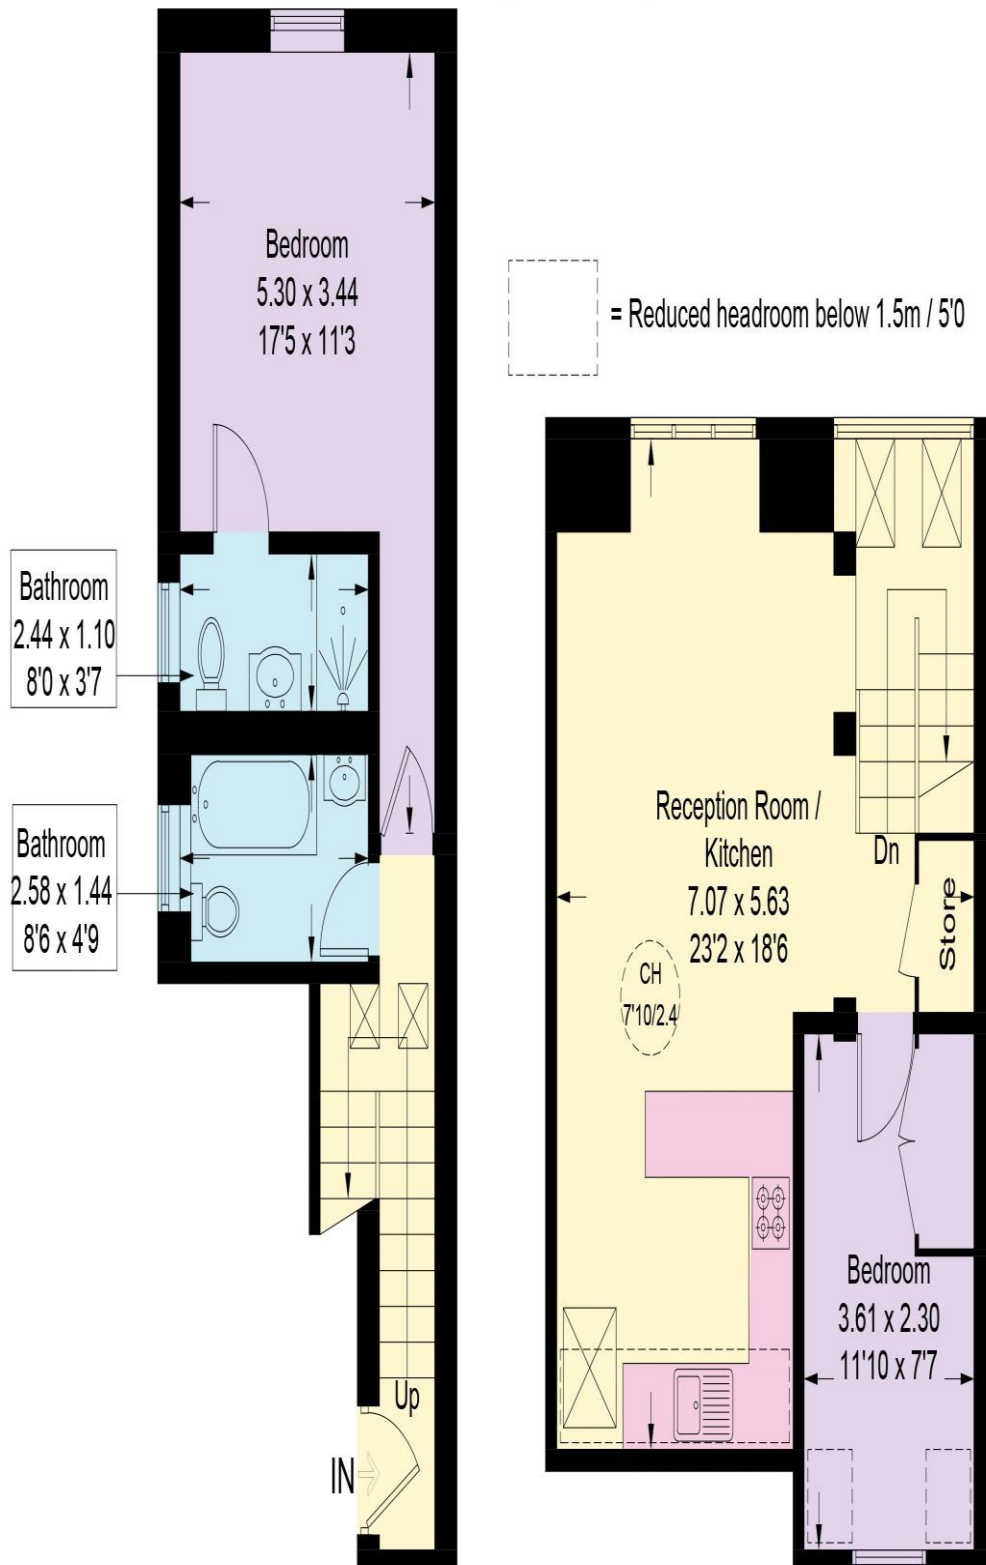 Bedroom
5.30 x 3.44
17'5 x 11'3
= Reduced headroom below 1.5m / 5'0
Bathroom
2.44 x 1.10
8'0 x 3'7
Bathroom
2.58 x 1.44
8'6 x 4'9
Up
IN
Reception Room /
Kitchen
7.07 x 5.63
23'2 x 18'6
Dn
Store
CH
7'10/2.4
Bedroom
3.61 x 2.30
11'10 x 7'7